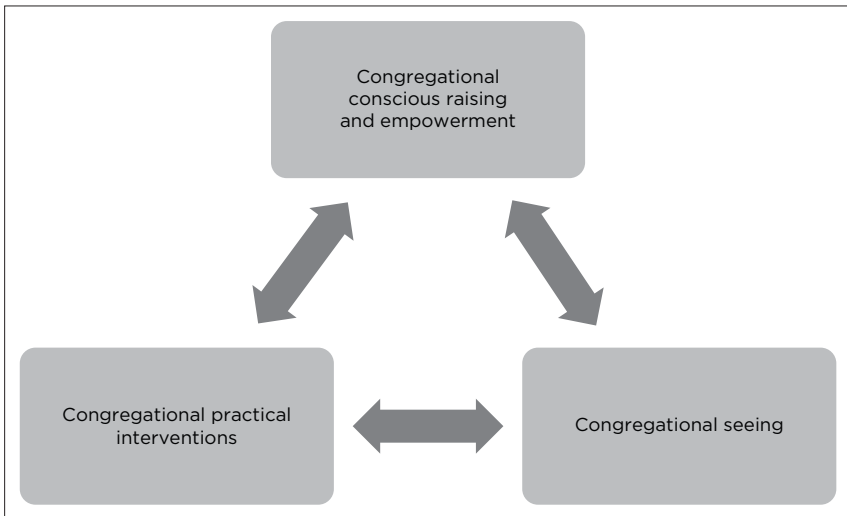 Congregational
conscious raising
and empowerment
Congregational practical
interventions
Congregational seeing